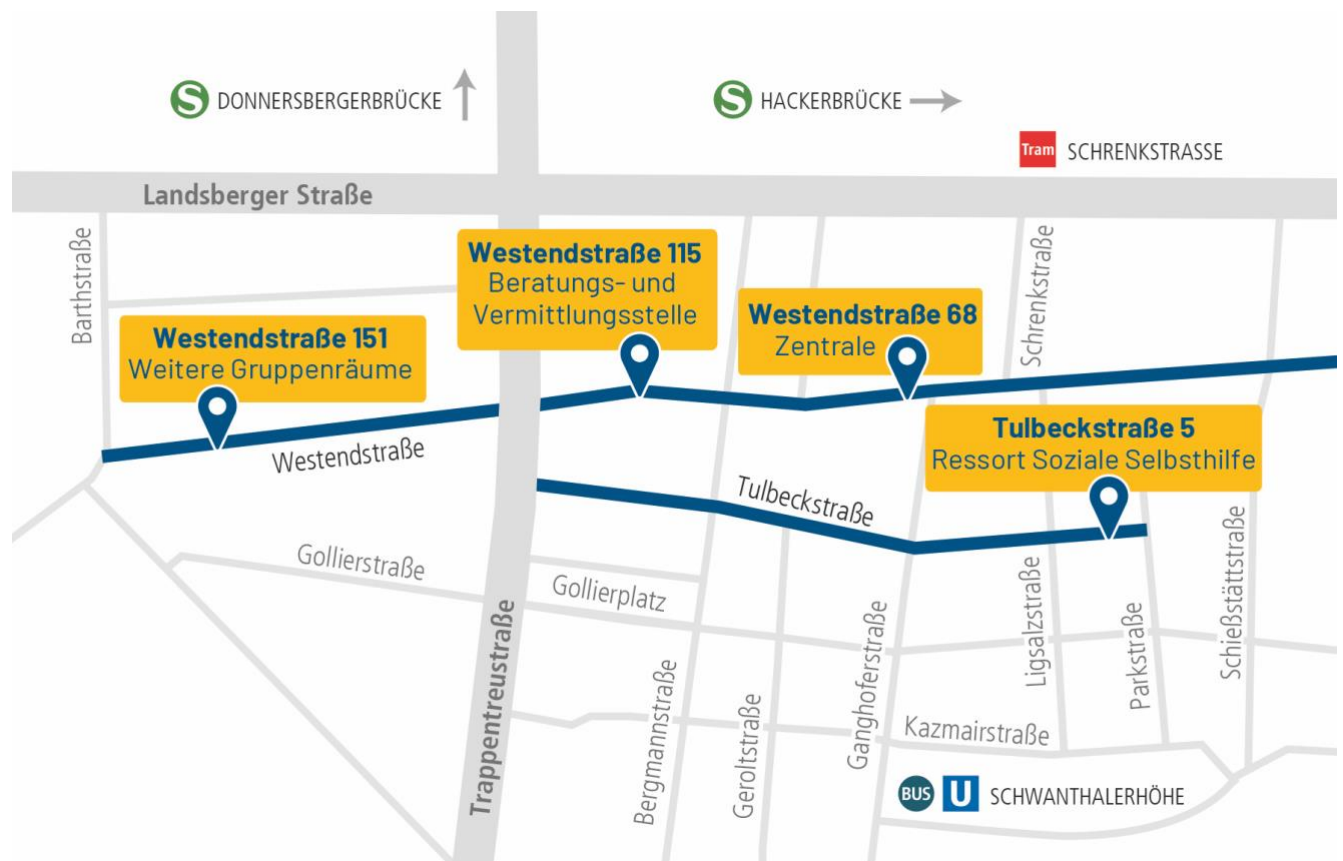 S DONNERSBERGERBRÜCKE
S HACKERBRÜCKE
Tram SCHRENKSTRASSE
Landsberger Straße
Barthstraße
Westendstraße 115
Beratungs- und
Vermittlungsstelle
Schrenkstraße
Westendstraße 68
Zentrale
Westendstraße 151
Weitere Gruppenräume
Westendstraße
Tulbeckstraße 5
Ressort Soziale Selbsthilfe
Tulbeckstraße
Gollierstraße
Gollierplatz
Trappentreustraße
Bergmannstraße
Geroltstraße
Ganghoferstraße
Ligsalzstraße
Parkstraße
Schießstättstraße
Kazmairstraße
BUS U SCHWANTHALERHÖHE